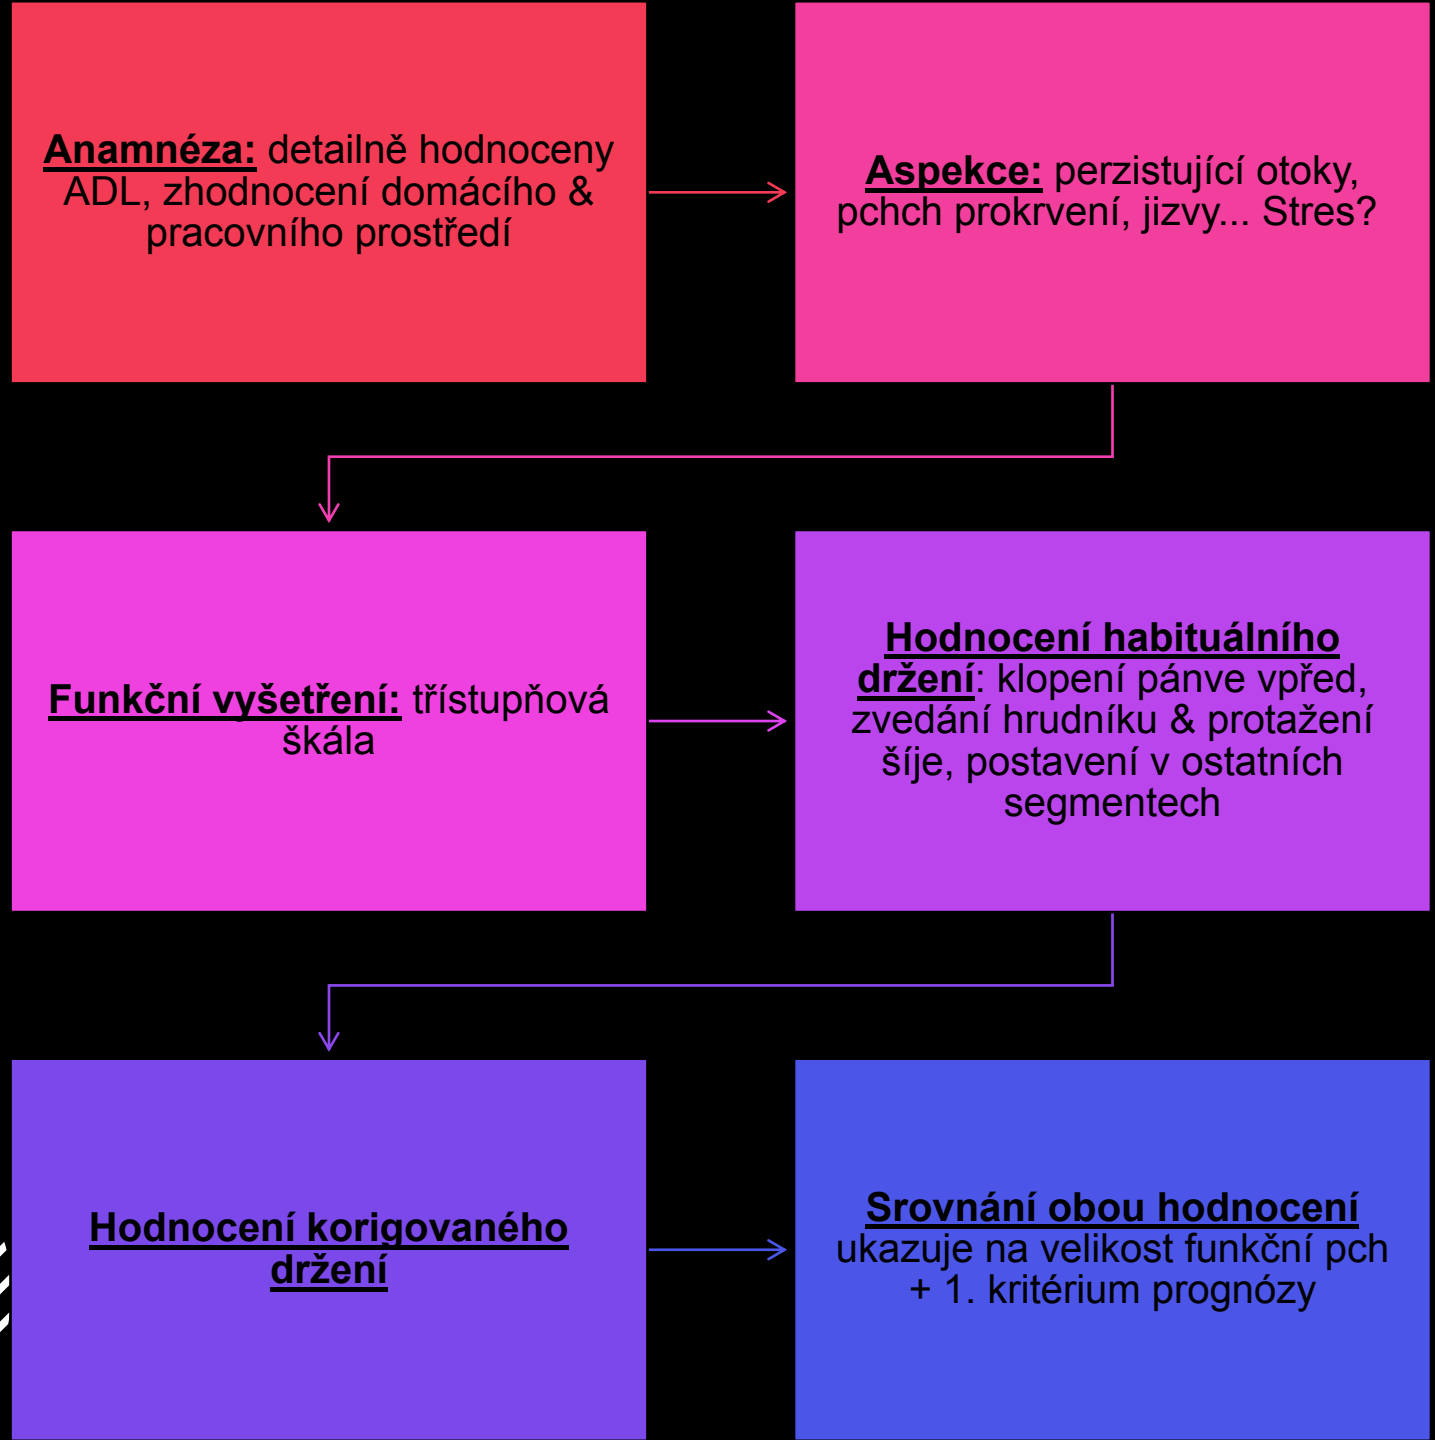 Anamnéza: detailně hodnoceny
ADL, zhodnocení domácího &
pracovního prostředí
Aspekce: perzistující otoky,
pchch prokrvení, jizvy... Stres?
Funkční vyšetření: třístupňová
škála
Hodnocení habituálního
držení: klopení pánve vpřed,
zvedání hrudníku & protažení
šíje, postavení v ostatních
segmentech
Hodnocení korigovaného
držení
Srovnání obou hodnocení
ukazuje na velikost funkční pch
+ 1. kritérium prognózy